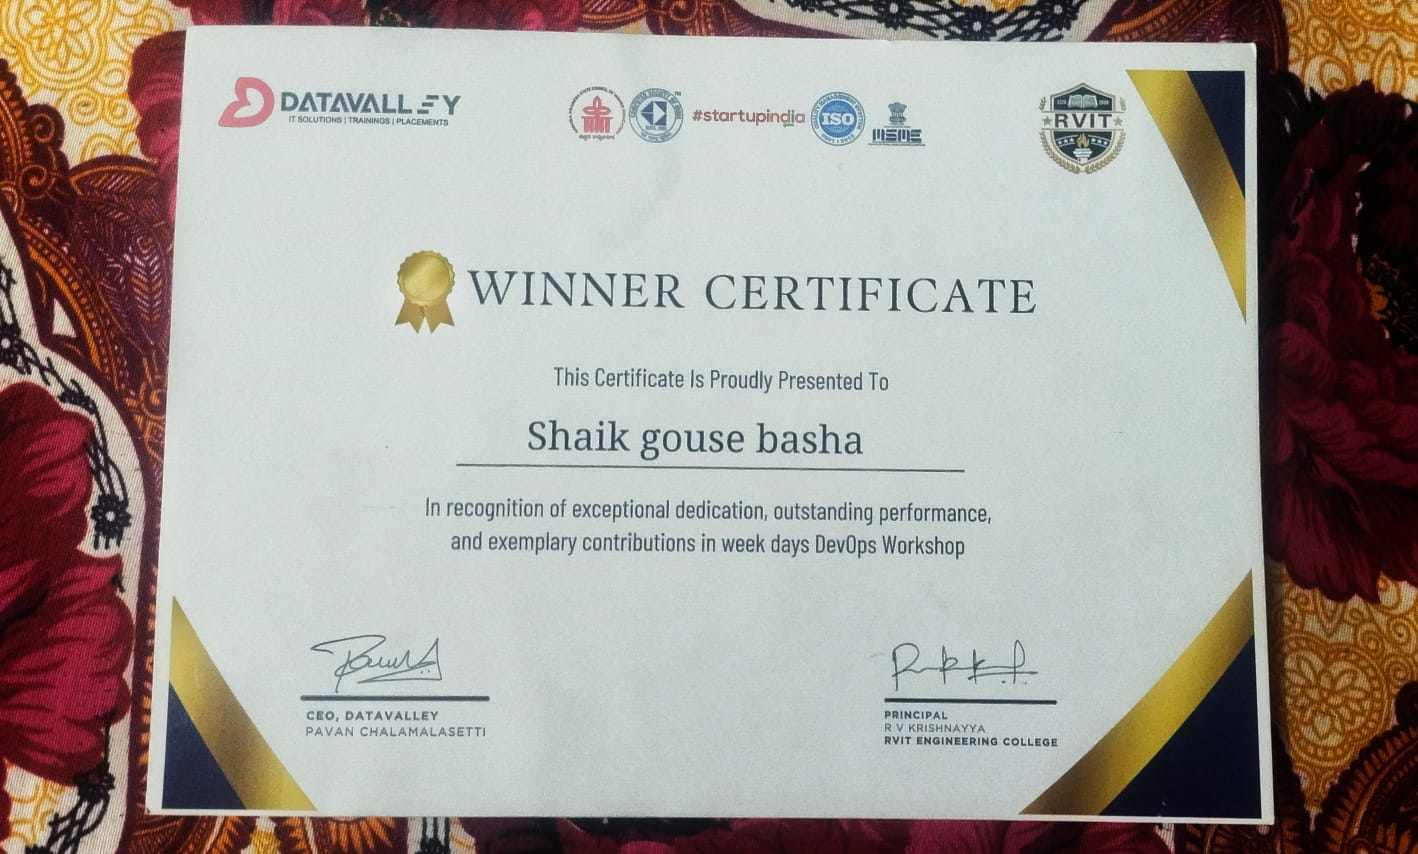 DATAVALLEY
IT SOLUTIONS | TRAININGS | PLACEMENTS
#startupindia
ISO
MSME
RVIT
WINNER CERTIFICATE
This Certificate Is Proudly Presented To
Shaik gouse basha
In recognition of exceptional dedication, outstanding performance,
and exemplary contributions in week days DevOps Workshop
CEO, DATAVALLEY
PAVAN CHALAMALASETTI
PRINCIPAL
R V KRISHNAYYA
RVIT ENGINEERING COLLEGE